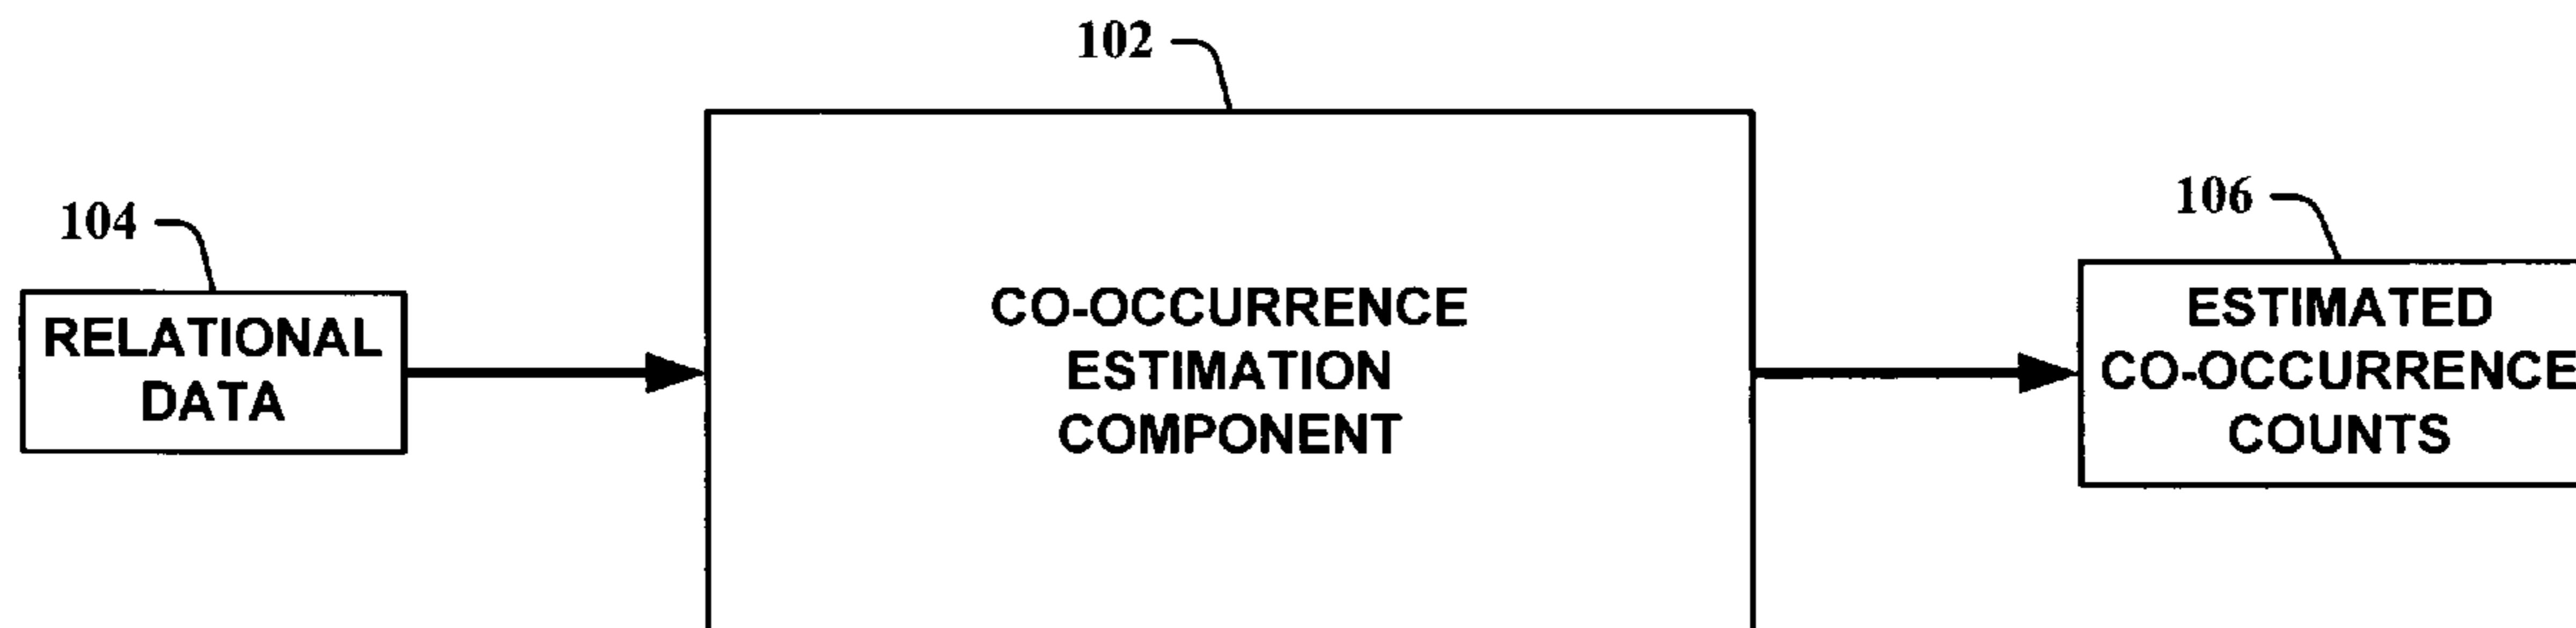 102
104
106
RELATIONAL
DATA
CO-OCCURRENCE
ESTIMATION
COMPONENT
ESTIMATED
CO-OCCURRENCE
COUNTS